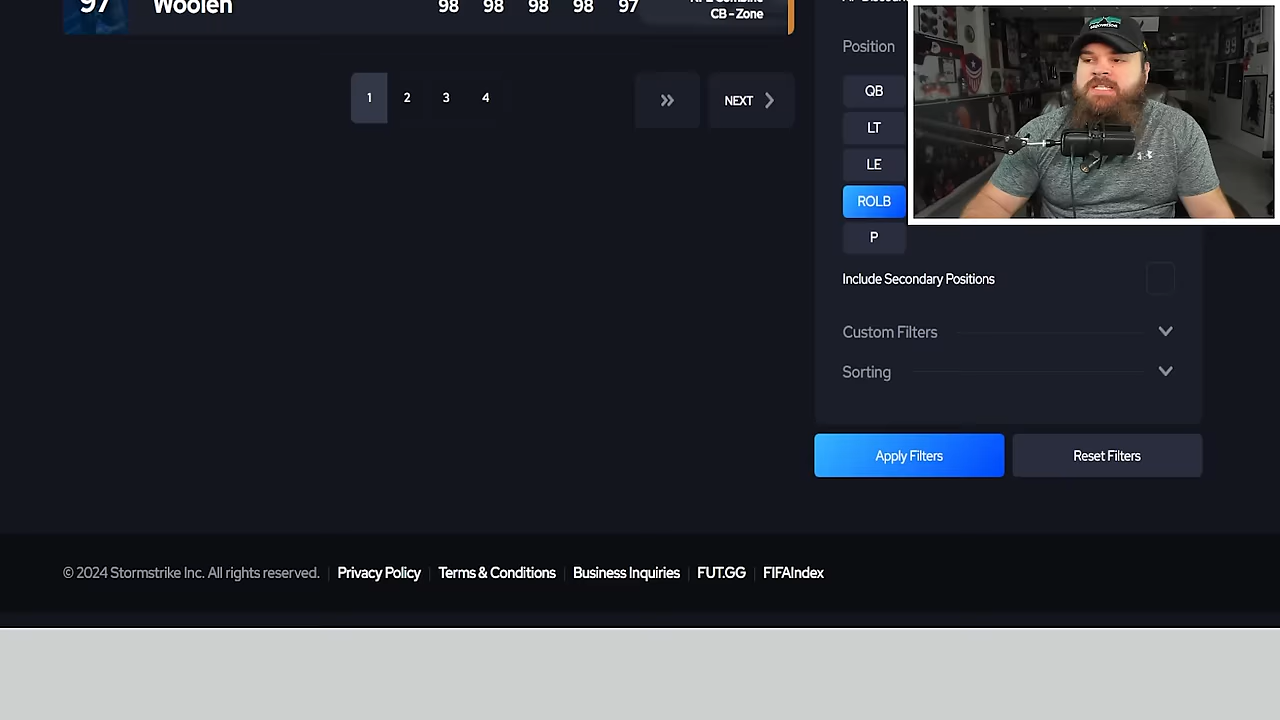 97 Woolen 98 98 98 98 97
CB - Zone
1 2 3 4 NEXT
Position
QB
LT
LE
ROLB
P
Include Secondary Positions
Custom Filters
Sorting
Apply Filters Reset Filters
© 2024 Stormstrike Inc. All rights reserved. Privacy Policy Terms & Conditions Business Inquiries FUT.GG FIFAIndex